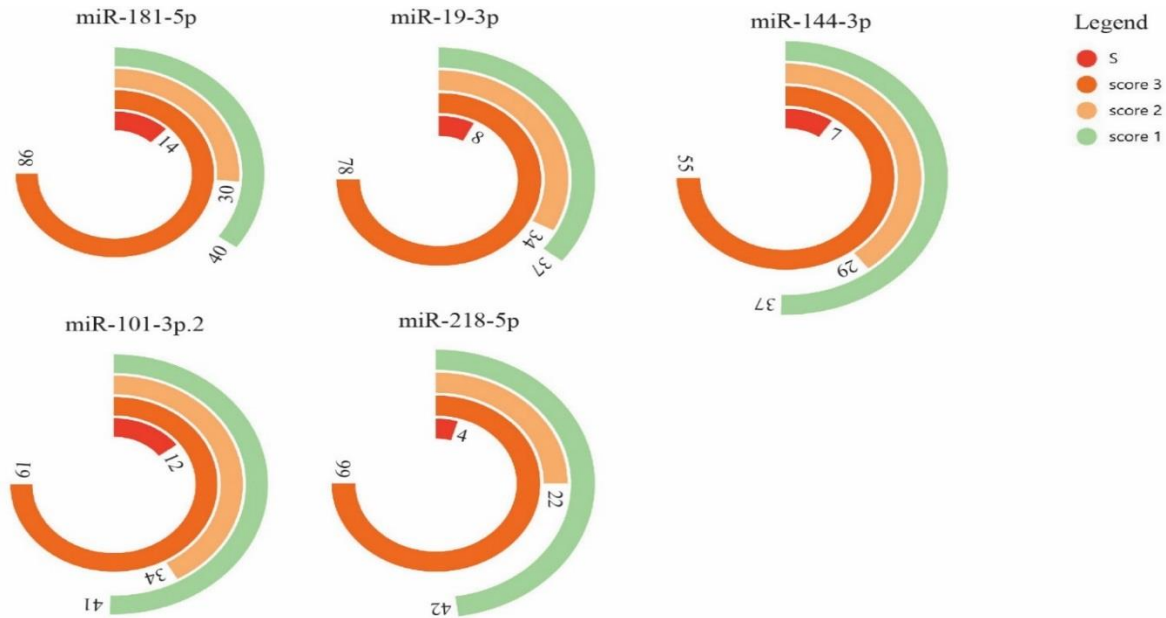 miR-181-5p
miR-19-3p
miR-144-3p
Legend
S
score 3
score 2
score 1
14
86
30
40
8
78
34
37
7
55
29
37
miR-101-3p.2
miR-218-5p
12
61
34
41
4
66
22
42